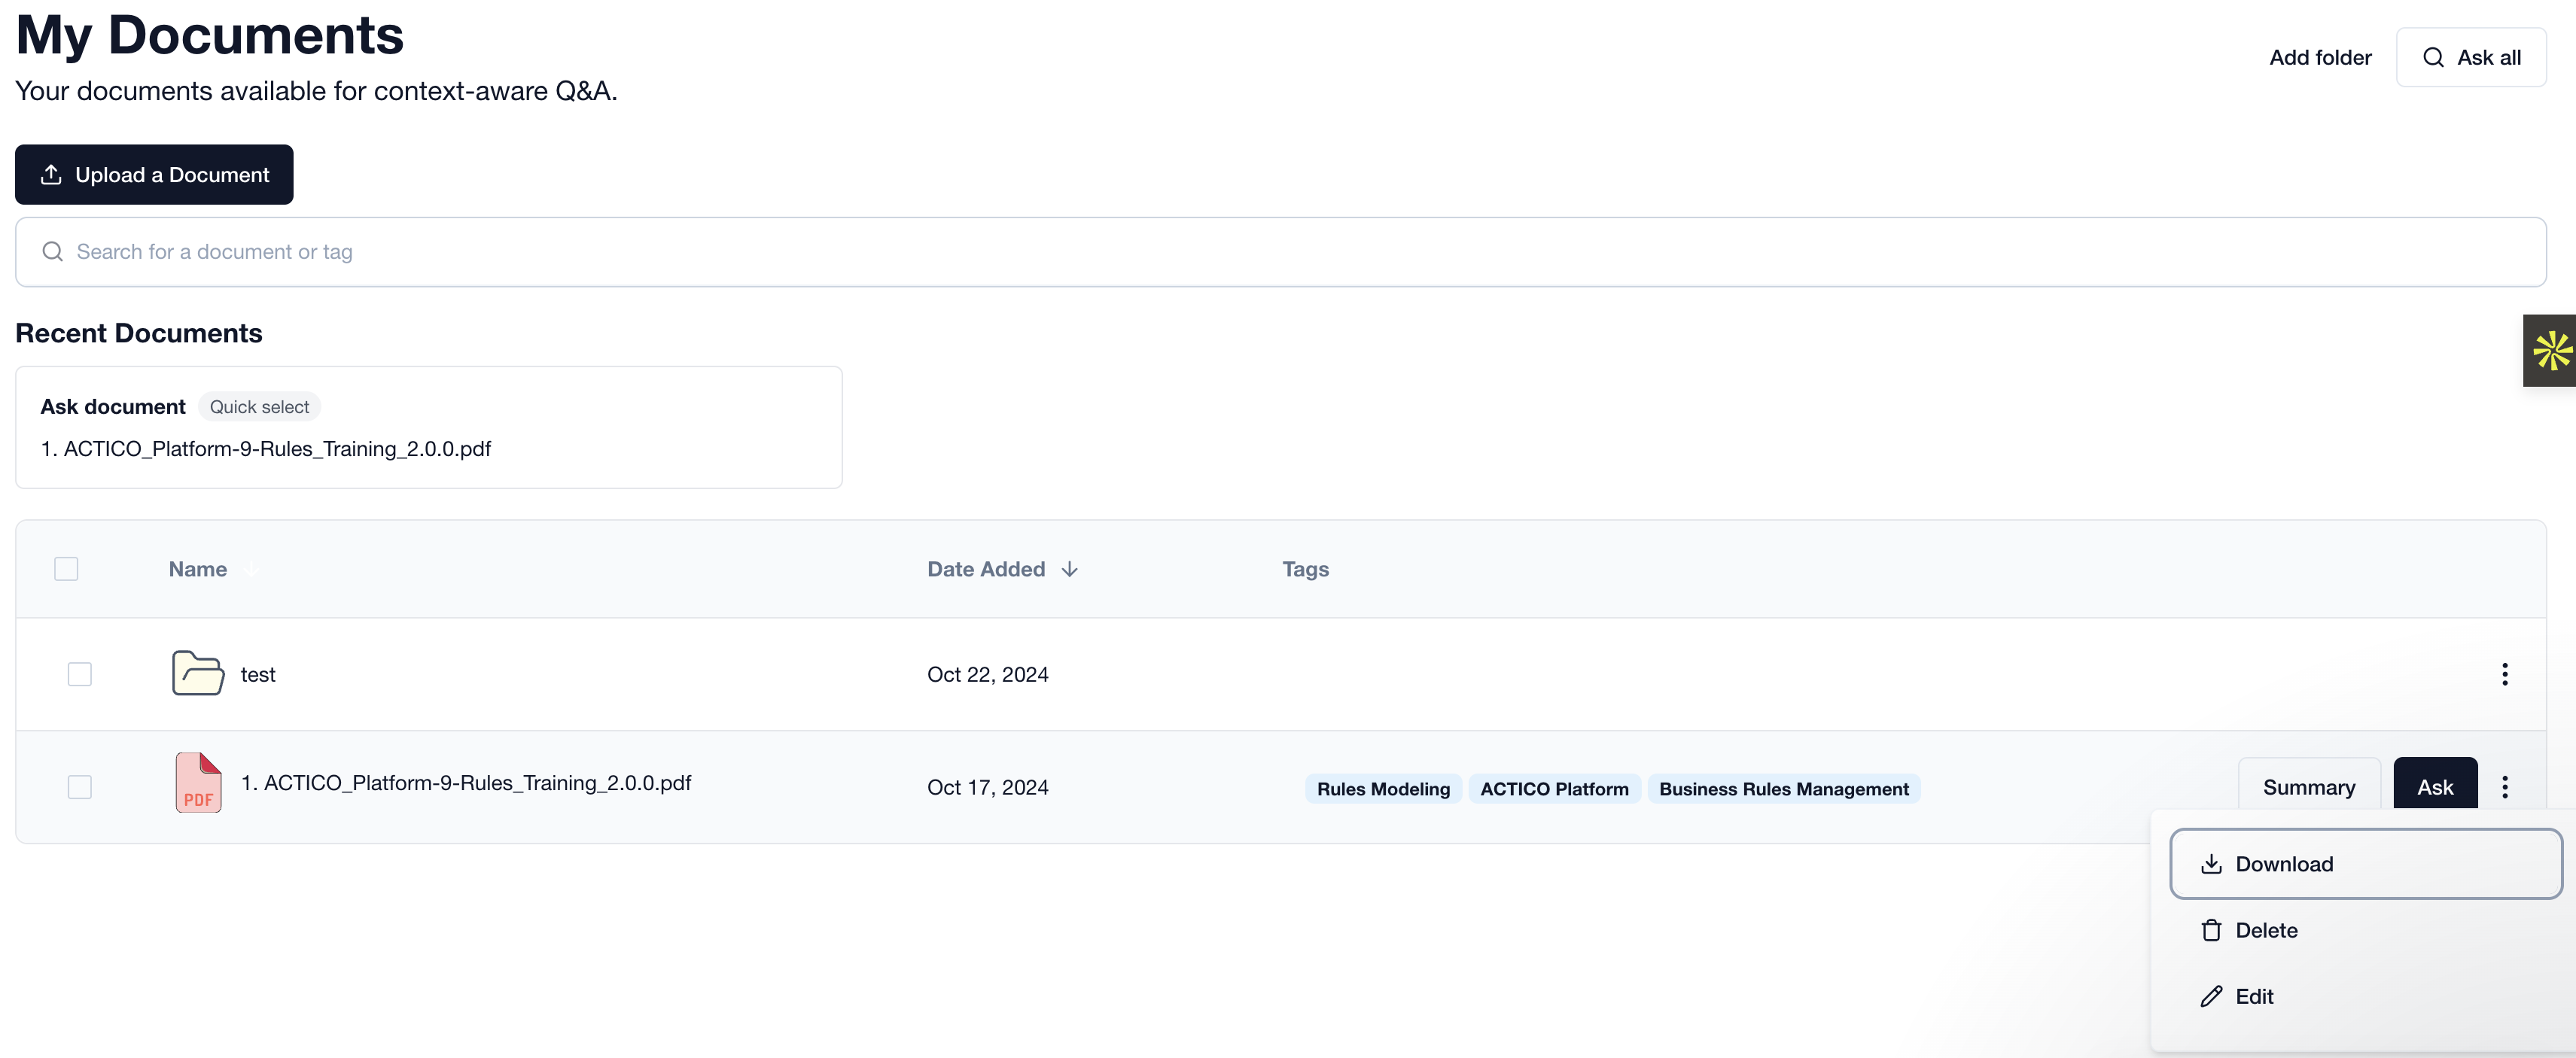 My Documents
Add folder
Ask all
Your documents available for context-aware Q&A.
Upload a Document
Search for a document or tag
Recent Documents
Ask document Quick select
1. ACTICO_Platform-9-Rules_Training_2.0.0.pdf
Name Date Added Tags
test Oct 22, 2024
PDF 1. ACTICO_Platform-9-Rules_Training_2.0.0.pdf Oct 17, 2024 Rules Modeling ACTICO Platform Business Rules Management Summary Ask
Download
Delete
Edit